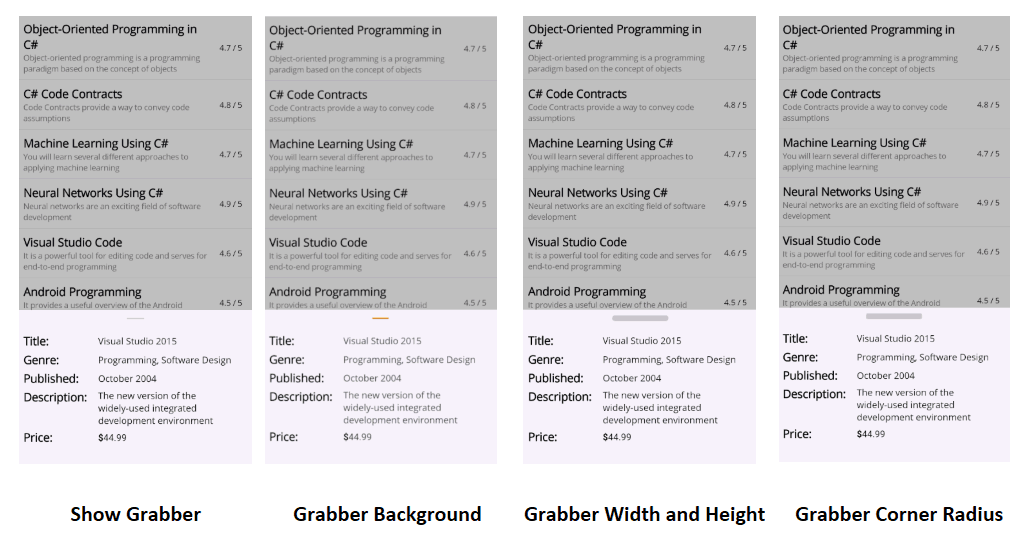 Object-Oriented Programming in
C#
4.7 / 5
Object-oriented programming is a programming
paradigm based on the concept of objects
C# Code Contracts
Code Contracts provide a way to convey code
assumptions
4.8 / 5
Machine Learning Using C#
You will learn several different approaches to
applying machine learning
4.7 / 5
Neural Networks Using C#
Neural networks are an exciting field of software
development
4.9 / 5
Visual Studio Code
It is a powerful tool for editing code and serves for
end-to-end programming
4.6 / 5
Android Programming
It provides a useful overview of the Android
4.5 / 5
Title: Visual Studio 2015
Genre: Programming, Software Design
Published: October 2004
Description: The new version of the
widely-used integrated
development environment
Price: $44.99
Show Grabber
Object-Oriented Programming in
C#
4.7 / 5
Object-oriented programming is a programming
paradigm based on the concept of objects
C# Code Contracts
Code Contracts provide a way to convey code
assumptions
4.8 / 5
Machine Learning Using C#
You will learn several different approaches to
applying machine learning
4.7 / 5
Neural Networks Using C#
Neural networks are an exciting field of software
development
4.9 / 5
Visual Studio Code
It is a powerful tool for editing code and serves for
end-to-end programming
4.6 / 5
Android Programming
It provides a useful overview of the Android
4.5 / 5
Title: Visual Studio 2015
Genre: Programming, Software Design
Published: October 2004
Description: The new version of the
widely-used integrated
development environment
Price: $44.99
Grabber Background
Object-Oriented Programming in
C#
4.7 / 5
Object-oriented programming is a programming
paradigm based on the concept of objects
C# Code Contracts
Code Contracts provide a way to convey code
assumptions
4.8 / 5
Machine Learning Using C#
You will learn several different approaches to
applying machine learning
4.7 / 5
Neural Networks Using C#
Neural networks are an exciting field of software
development
4.9 / 5
Visual Studio Code
It is a powerful tool for editing code and serves for
end-to-end programming
4.6 / 5
Android Programming
It provides a useful overview of the Android
4.5 / 5
Title: Visual Studio 2015
Genre: Programming, Software Design
Published: October 2004
Description: The new version of the
widely-used integrated
development environment
Price: $44.99
Grabber Width and Height
Object-Oriented Programming in
C#
4.7 / 5
Object-oriented programming is a programming
paradigm based on the concept of objects
C# Code Contracts
Code Contracts provide a way to convey code
assumptions
4.8 / 5
Machine Learning Using C#
You will learn several different approaches to
applying machine learning
4.7 / 5
Neural Networks Using C#
Neural networks are an exciting field of software
development
4.9 / 5
Visual Studio Code
It is a powerful tool for editing code and serves for
end-to-end programming
4.6 / 5
Android Programming
It provides a useful overview of the Android
4.5 / 5
Title: Visual Studio 2015
Genre: Programming, Software Design
Published: October 2004
Description: The new version of the
widely-used integrated
development environment
Price: $44.99
Grabber Corner Radius